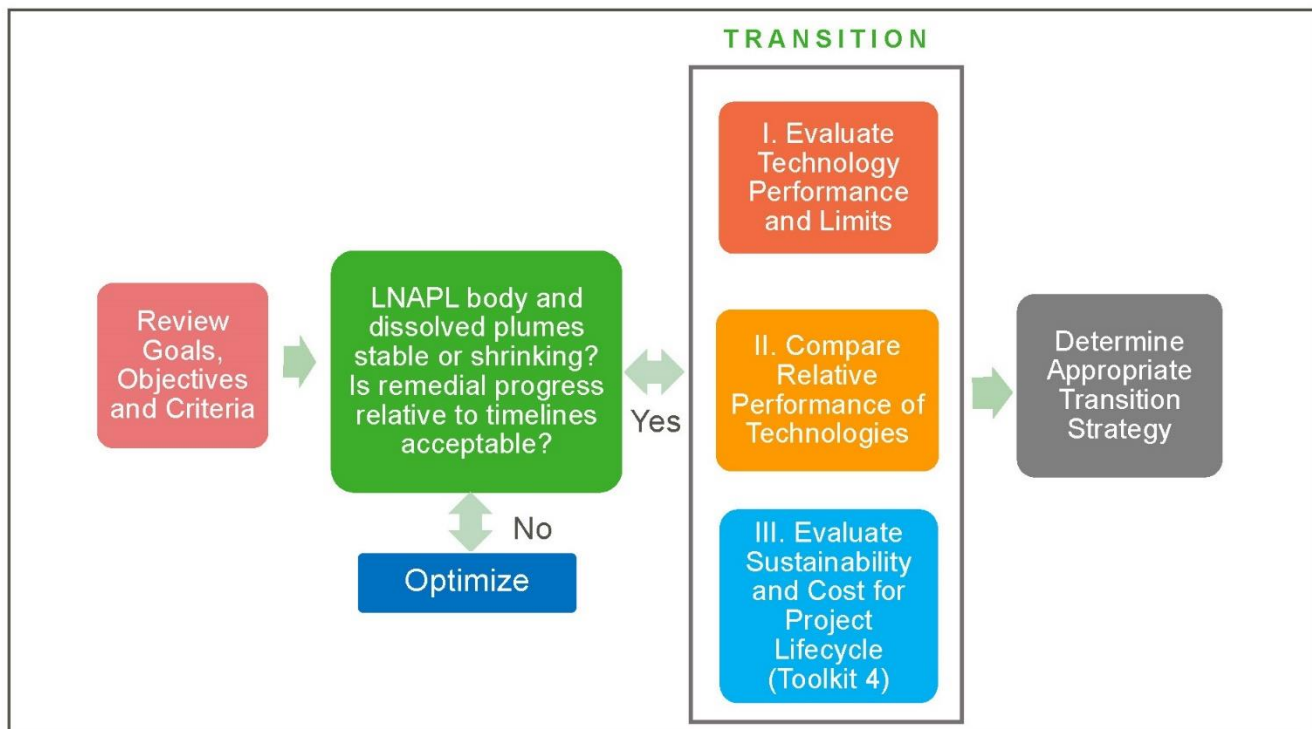 TRANSITION
Review
Goals,
Objectives
and Criteria
LNAPL body and
dissolved plumes
stable or shrinking?
Is remedial progress
relative to timelines
acceptable?
Yes
No
Optimize
I. Evaluate
Technology
Performance
and Limits
II. Compare
Relative
Performance of
Technologies
III. Evaluate
Sustainability
and Cost for
Project
Lifecycle
(Toolkit 4)
Determine
Appropriate
Transition
Strategy